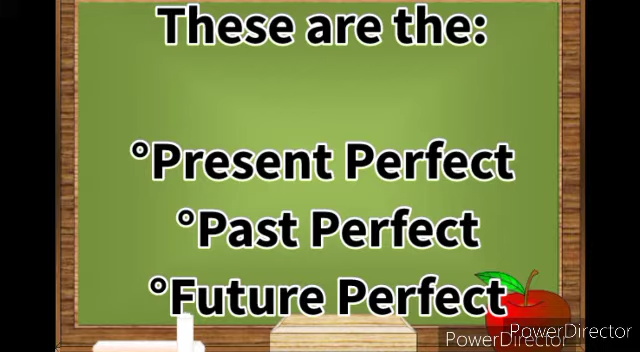 These are the:
°Present Perfect
°Past Perfect
°Future Perfect
PowerDirector
PowerDirector